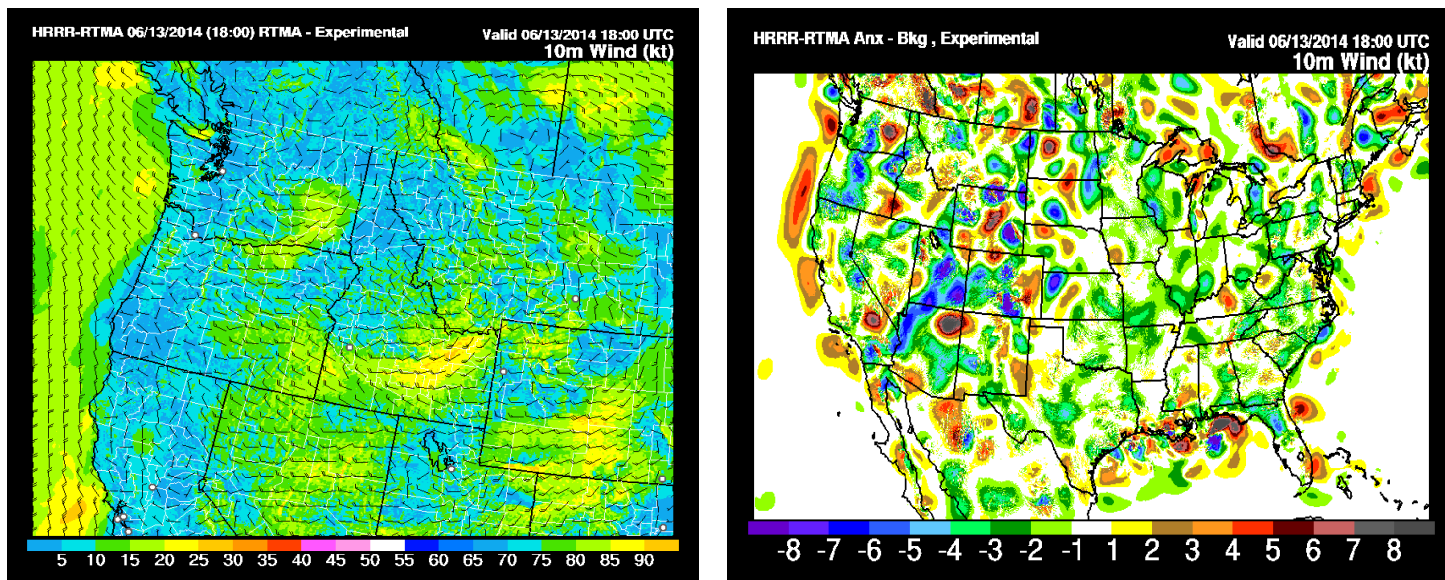 HRRR-RTMA 06/13/2014 (18:00) RTMA - Experimental
Valid 06/13/2014 18:00 UTC
10m Wind (kt)
5 10 15 20 25 30 35 40 45 50 55 60 65 70 75 80 85 90
HRRR-RTMA Anx - Bkg , Experimental
Valid 06/13/2014 18:00 UTC
10m Wind (kt)
-8 -7 -6 -5 -4 -3 -2 -1 1 2 3 4 5 6 7 8